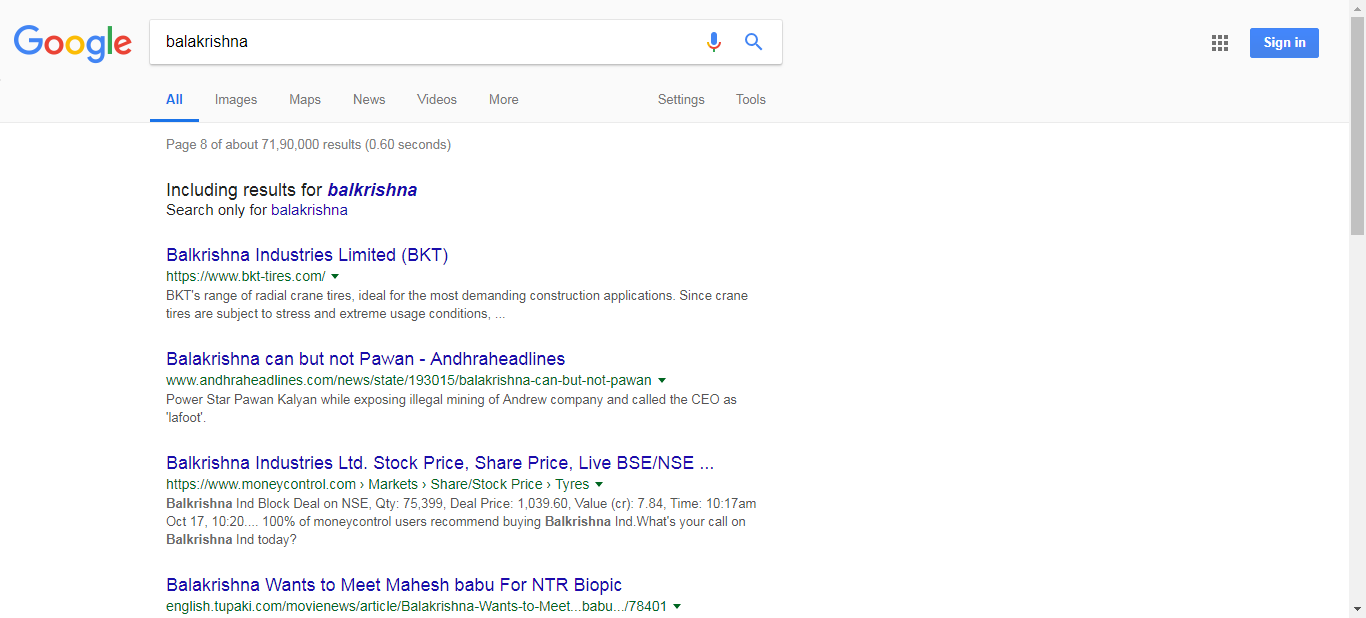 Google
balakrishna
Sign in
All Images Maps News Videos More Settings Tools
Page 8 of about 71,90,000 results (0.60 seconds)
Including results for balkrishna
Search only for balakrishna
Balkrishna Industries Limited (BKT)
https://www.bkt-tires.com/
BKT's range of radial crane tires, ideal for the most demanding construction applications. Since crane
tires are subject to stress and extreme usage conditions, ...
Balakrishna can but not Pawan - Andhraheadlines
www.andhraheadlines.com/news/state/193015/balakrishna-can-but-not-pawan
Power Star Pawan Kalyan while exposing illegal mining of Andrew company and called the CEO as
'lafoot'.
Balkrishna Industries Ltd. Stock Price, Share Price, Live BSE/NSE ...
https://www.moneycontrol.com › Markets › Share/Stock Price › Tyres
Balkrishna Ind Block Deal on NSE, Qty: 75,399, Deal Price: 1,039.60, Value (cr): 7.84, Time: 10:17am
Oct 17, 10:20.... 100% of moneycontrol users recommend buying Balkrishna Ind.What's your call on
Balkrishna Ind today?
Balakrishna Wants to Meet Mahesh babu For NTR Biopic
english.tupaki.com/movienews/article/Balakrishna-Wants-to-Meet...babu.../78401